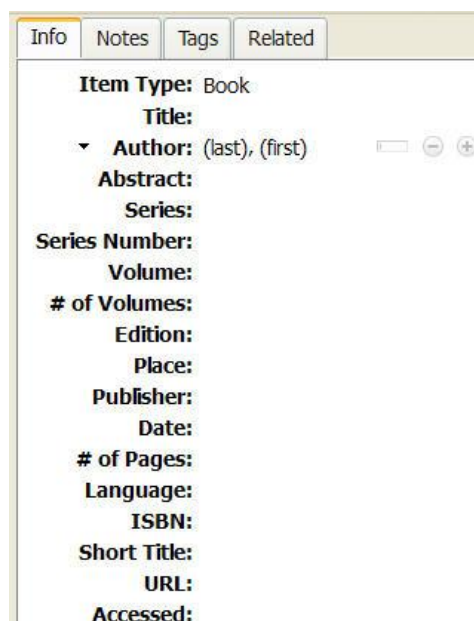 Info Notes Tags Related
Item Type: Book
Title:
Author: (last), (first)
Abstract:
Series:
Series Number:
Volume:
# of Volumes:
Edition:
Place:
Publisher:
Date:
# of Pages:
Language:
ISBN:
Short Title:
URL:
Accessed: